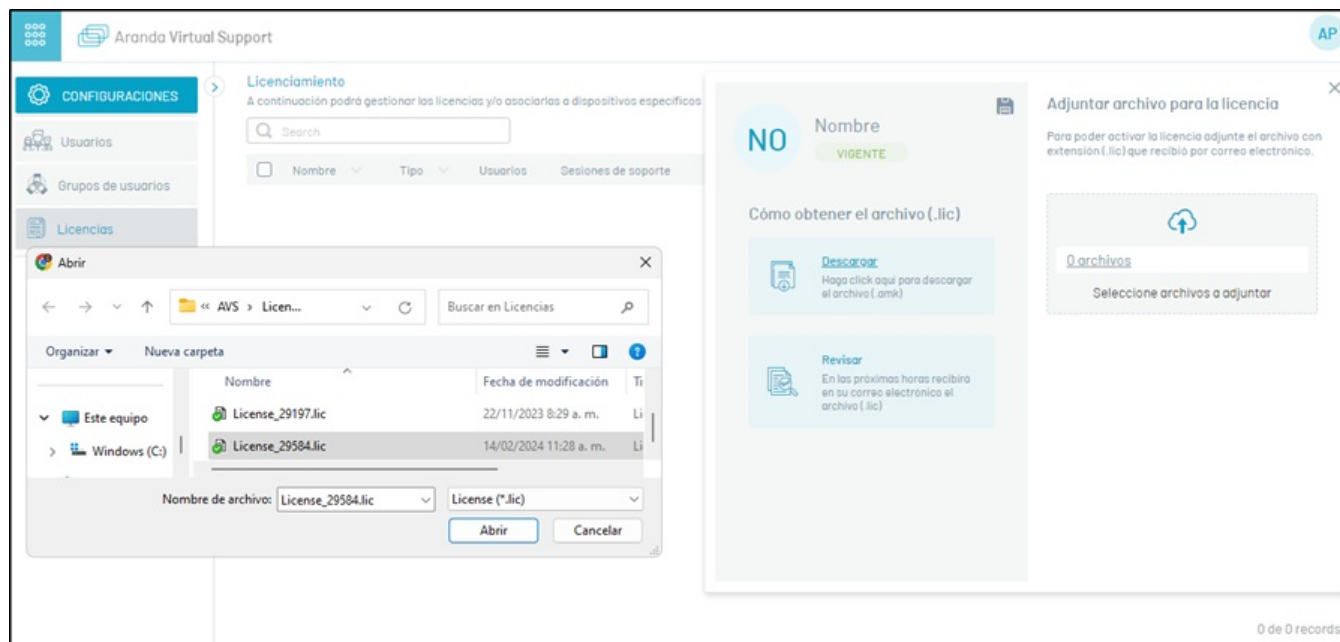 Aranda Virtual Support
AP
CONFIGURACIONES
Usuarios
Grupos de usuarios
Licencias
Licenciamiento
A continuación podrá gestionar las licencias y/o asociarlas a dispositivos específicos
Search
Nombre Tipo Usuarios Sesiones de soporte
NO
Nombre
VIGENTE
Cómo obtener el archivo (.lic)
Descargar
Haga click aquí para descargar
el archivo (.amk)
Revisar
En las próximas horas recibirá
en su correo electrónico el
archivo (.lic)
Adjuntar archivo para la licencia
Para poder activar la licencia adjunte el archivo con
extensión (.lic) que recibió por correo electrónico.
0 archivos
Seleccione archivos a adjuntar
Abrir
« AVS > Licen...
Buscar en Licencias
Organizar Nueva carpeta
Nombre Fecha de modificación Ti
Este equipo
Windows (C:)
License_29197.lic 22/11/2023 8:29 a. m. Li
License_29584.lic 14/02/2024 11:28 a. m. Li
Nombre de archivo: License_29584.lic License (*.lic)
Abrir Cancelar
0 de 0 records